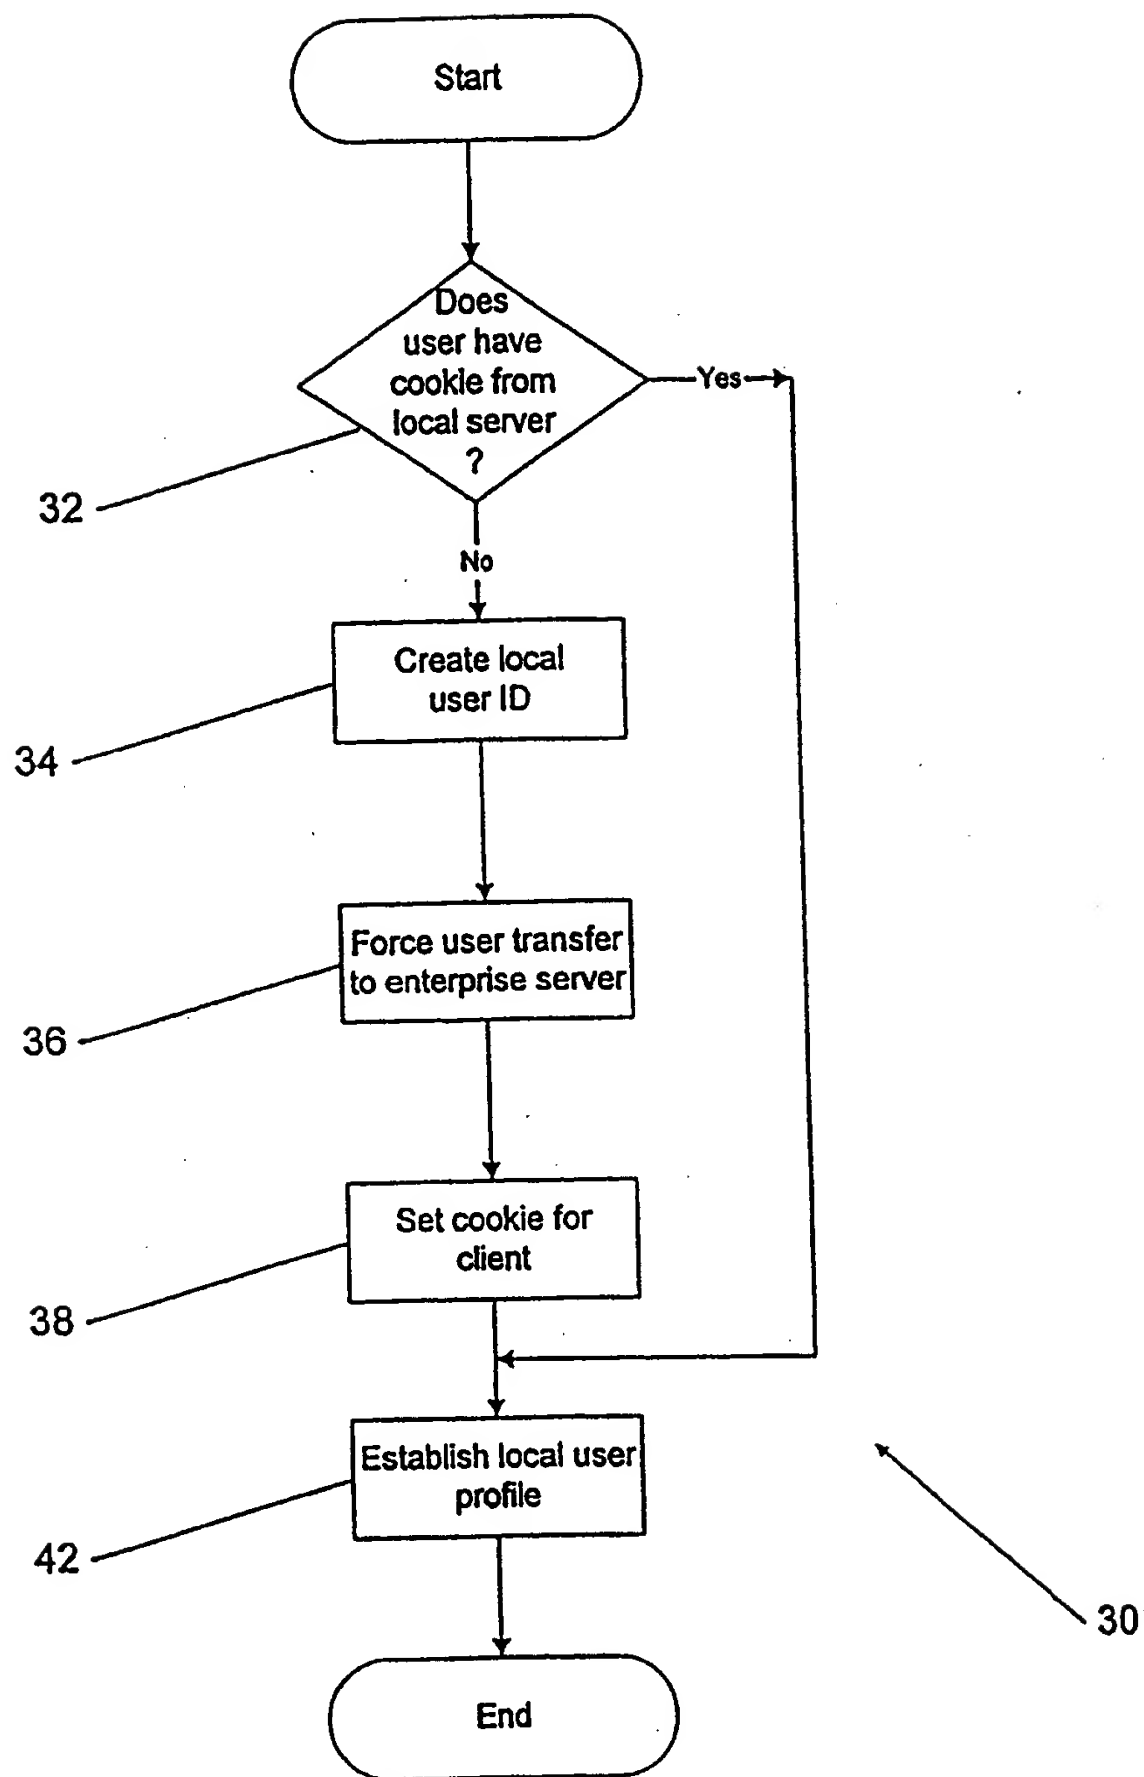 Start
Does
user have
cookie from
local server
?
Yes
32
No
Create local
user ID
34
Force user transfer
to enterprise server
36
Set cookie for
client
38
Establish local user
profile
42
30
End